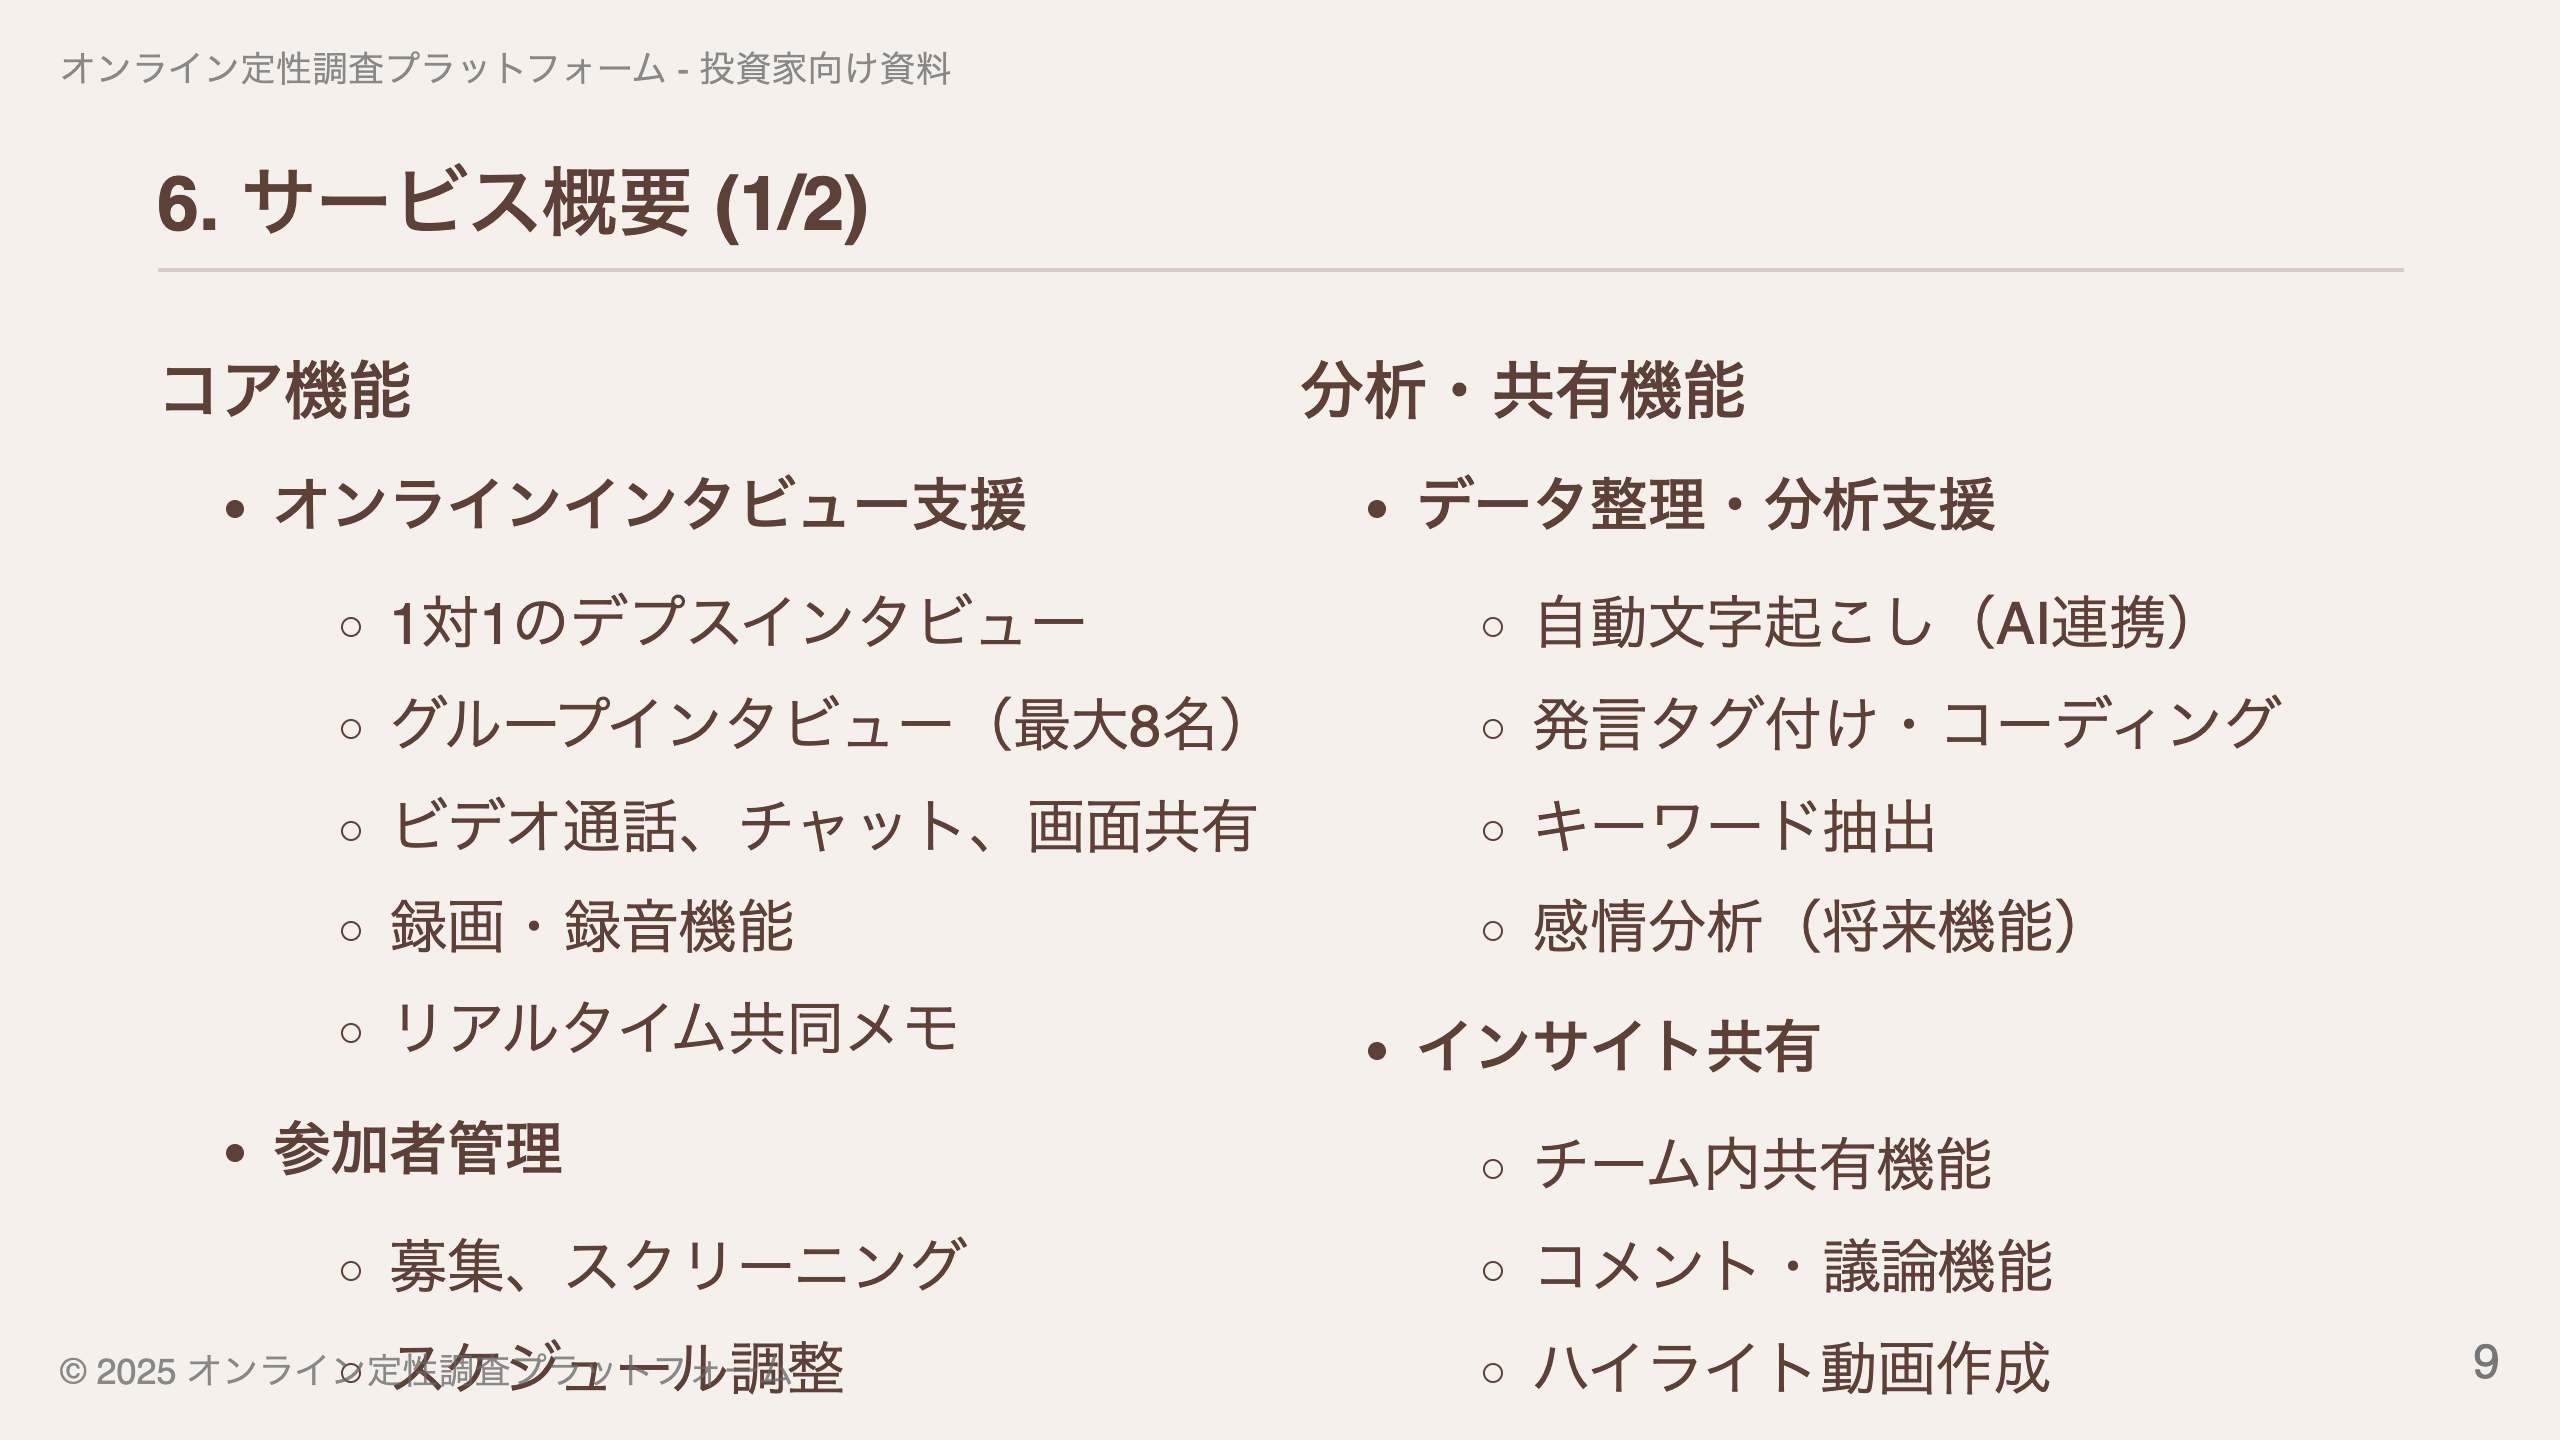 オンライン定性調査プラットフォーム - 投資家向け資料
6. サービス概要 (1/2)
コア機能
• オンラインインタビュー支援
○ 1対1のデプスインタビュー
○ グループインタビュー（最大8名）
○ ビデオ通話、チャット、画面共有
○ 録画・録音機能
○ リアルタイム共同メモ
• 参加者管理
○ 募集、スクリーニング
○ スケジュール調整
分析・共有機能
• データ整理・分析支援
○ 自動文字起こし（AI連携）
○ 発言タグ付け・コーディング
○ キーワード抽出
○ 感情分析（将来機能）
• インサイト共有
○ チーム内共有機能
○ コメント・議論機能
○ ハイライト動画作成
© 2025 オンライン定性調査プラットフォーム
9